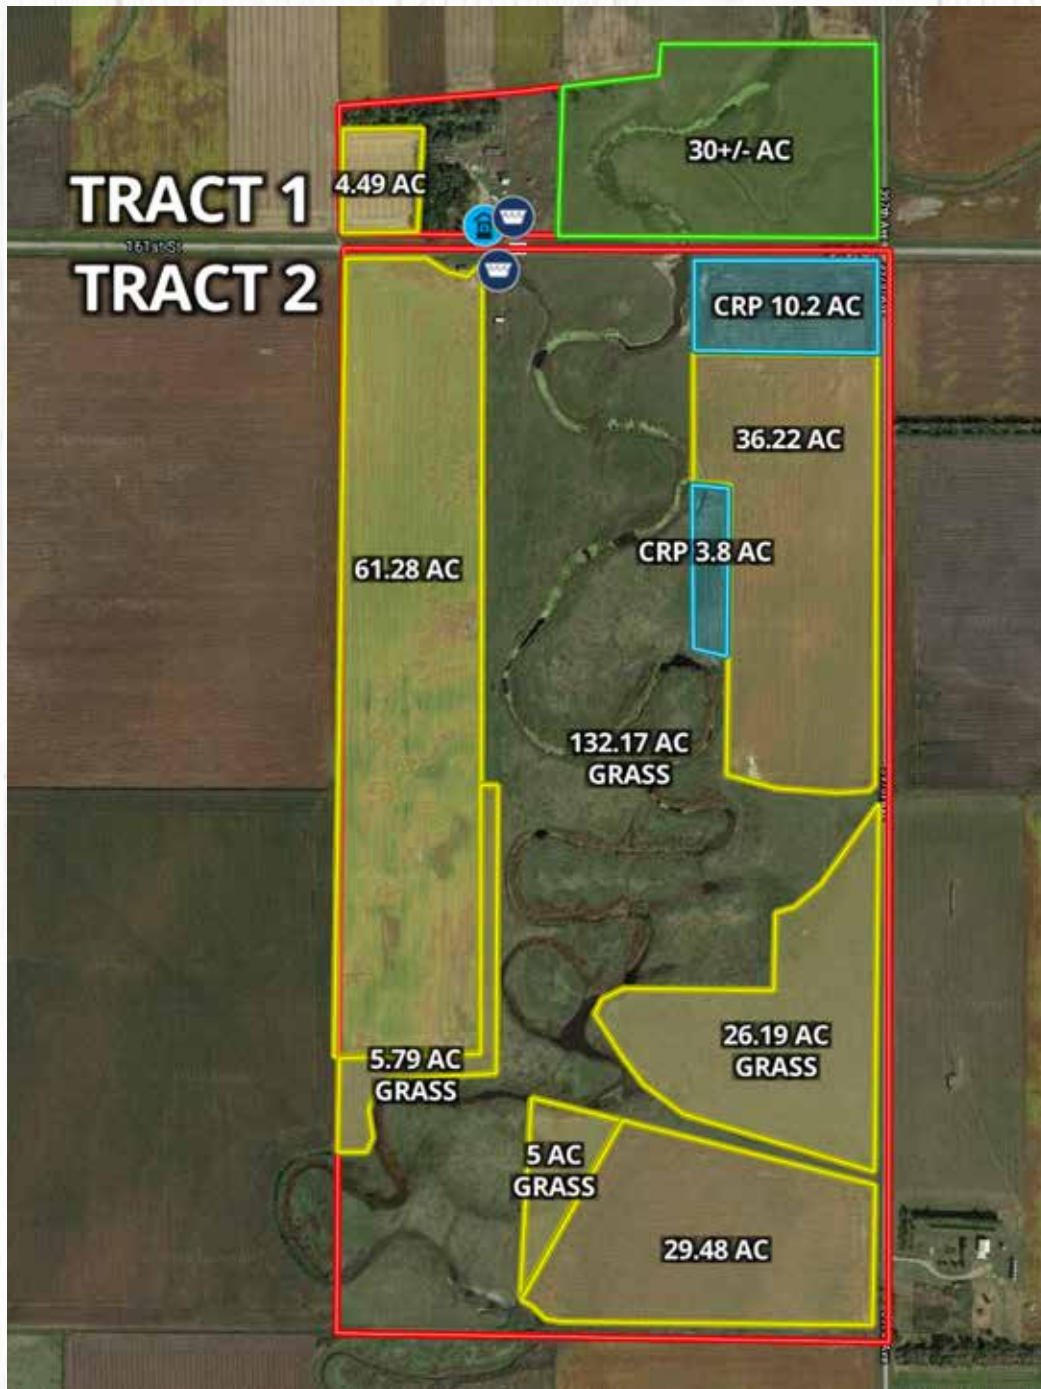 30+/- AC
4.49 AC
TRACT 1
161st St
TRACT 2
CRP 10.2 AC
36.22 AC
CRP 3.8 AC
61.28 AC
132.17 AC
GRASS
26.19 AC
GRASS
5.79 AC
GRASS
5 AC
GRASS
29.48 AC